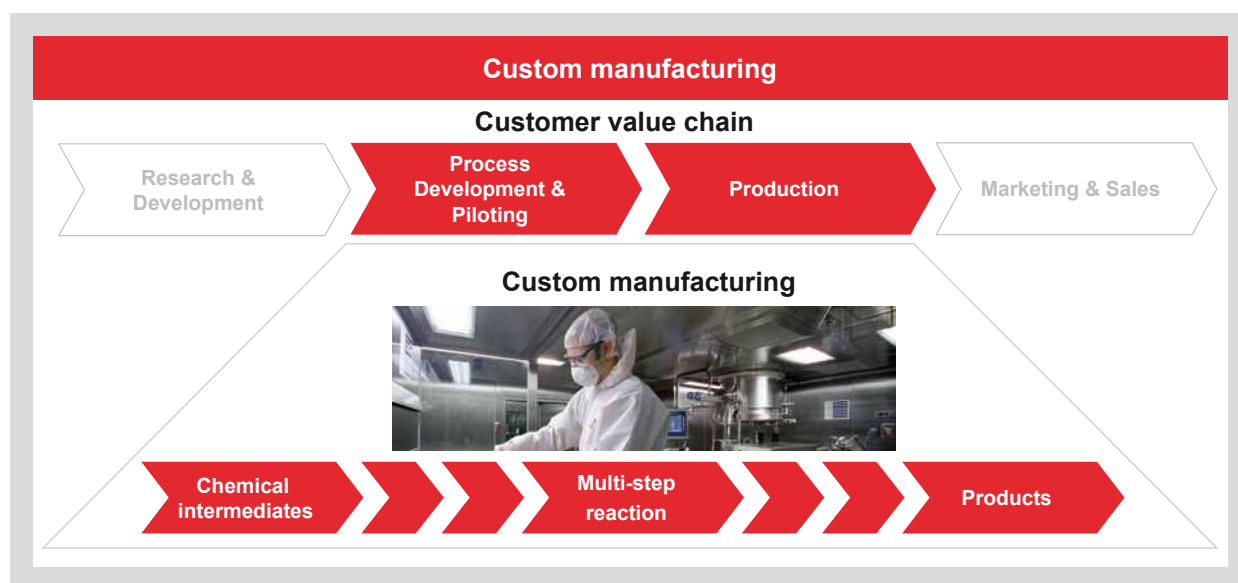 Custom manufacturing
Customer value chain
Research &
Development
Process
Development &
Piloting
Production
Marketing & Sales
Custom manufacturing
Chemical
intermediates
Multi-step
reaction
Products